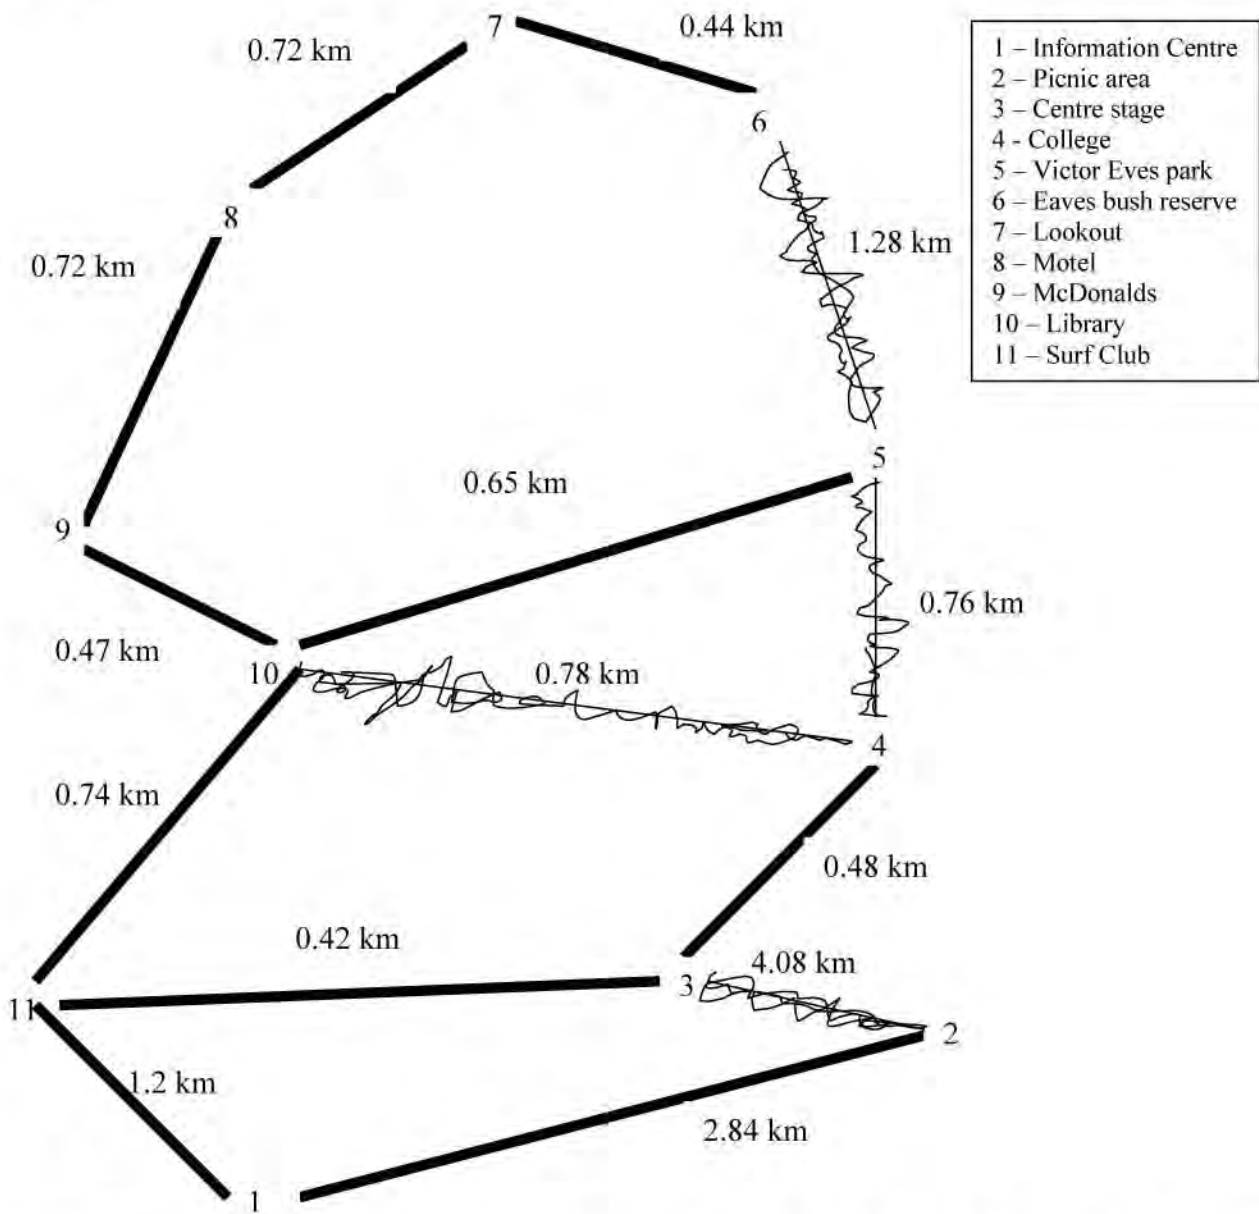 7
0.44 km
0.72 km
6
8
1.28 km
0.72 km
5
0.65 km
9
0.76 km
0.47 km
10
0.78 km
4
0.74 km
0.48 km
0.42 km
4.08 km
3
11
2
1.2 km
2.84 km
1
1 – Information Centre
2 – Picnic area
3 – Centre stage
4 - College
5 – Victor Eves park
6 – Eaves bush reserve
7 – Lookout
8 – Motel
9 – McDonalds
10 – Library
11 – Surf Club